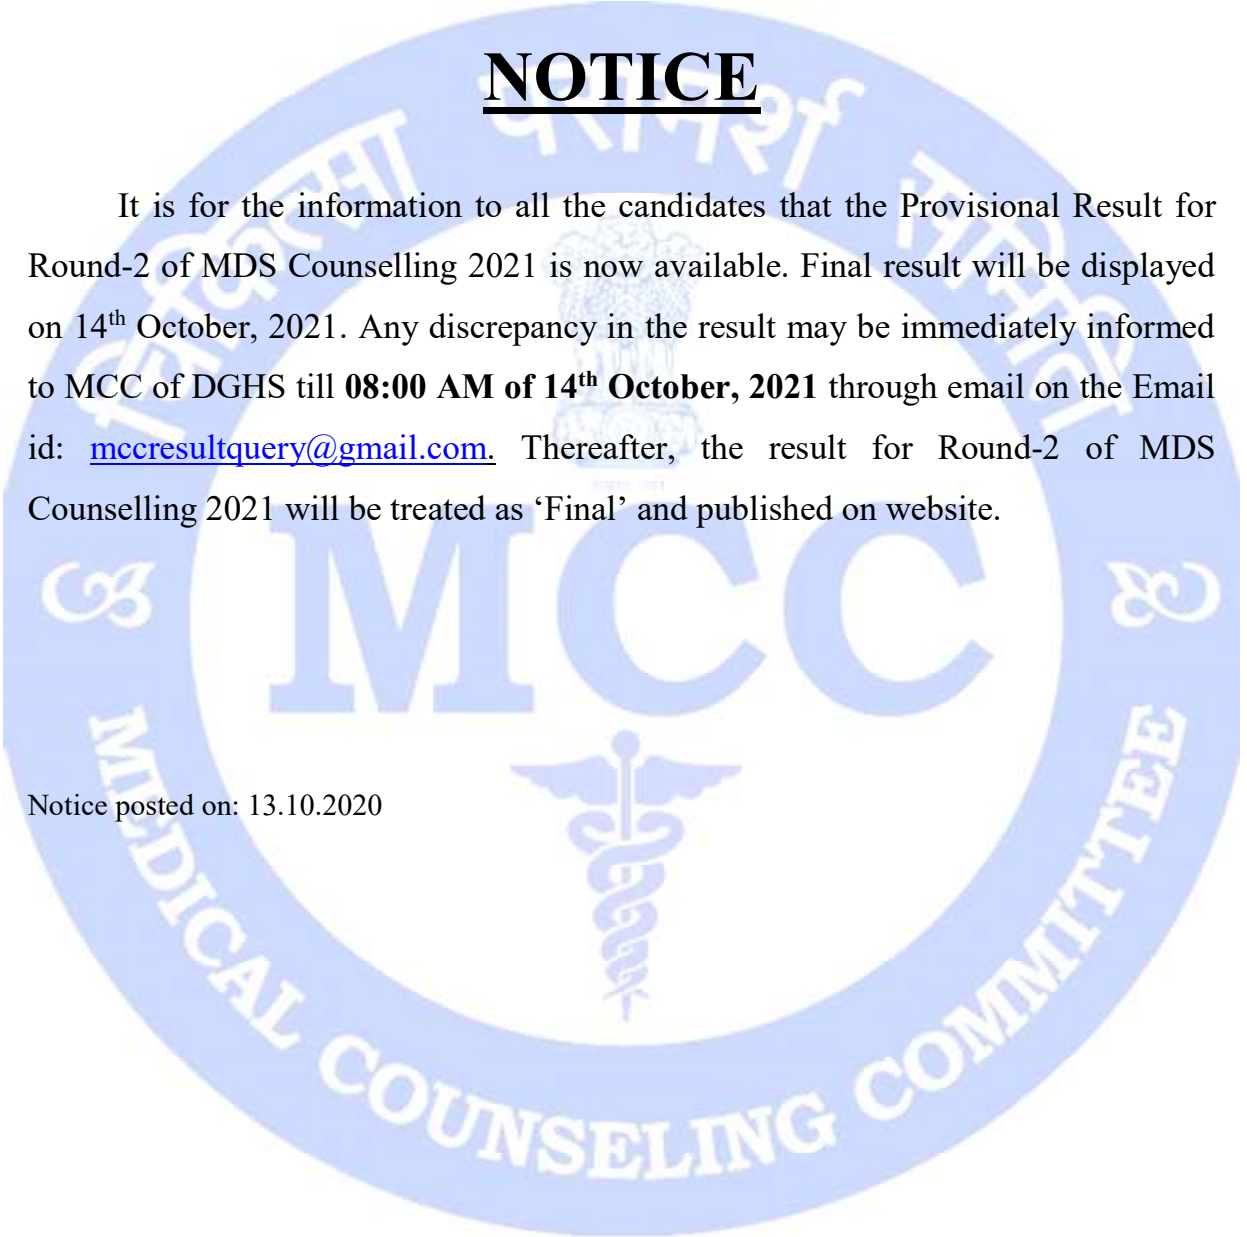 NOTICE
चिकित्सा परामर्श समिति
It is for the information to all the candidates that the Provisional Result for
Round-2 of MDS Counselling 2021 is now available. Final result will be displayed
on 14th October, 2021. Any discrepancy in the result may be immediately informed
to MCC of DGHS till 08:00 AM of 14th October, 2021 through email on the Email
id: mccresultquery@gmail.com. Thereafter, the result for Round-2 of MDS
Counselling 2021 will be treated as ‘Final’ and published on website.
MCC
Notice posted on: 13.10.2020
MEDICAL COUNSELING COMMITTEE